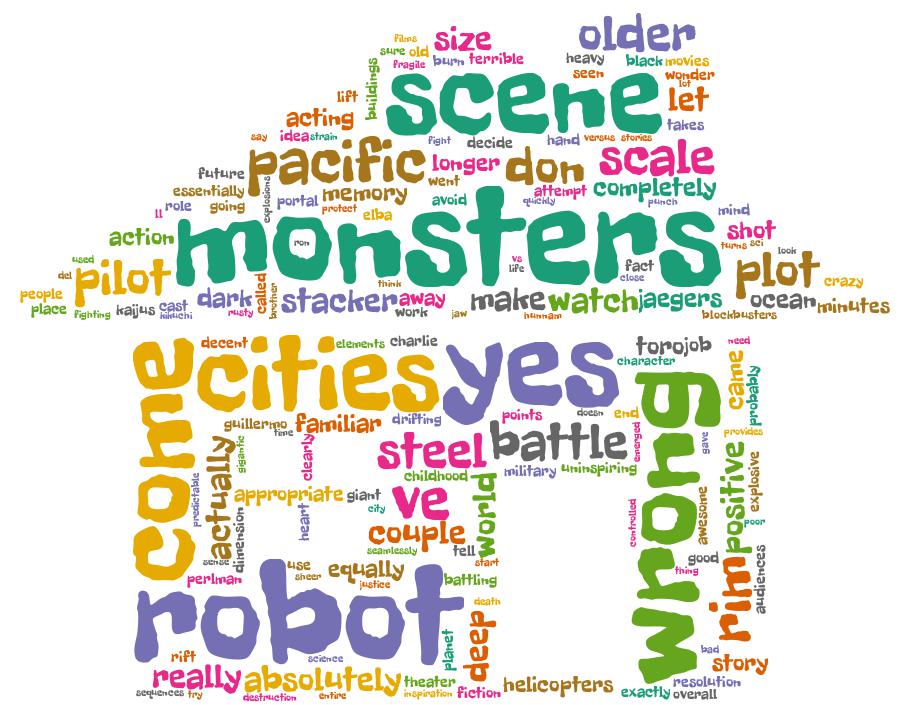 films
size
older
sure old
fragile burn terrible
heavy black movies
buildings
scene
seen wonder
lot
let
lift
acting
takes
say idea strain
fight decide hand versus stories
pacific longer don scale
future
went
essentially memory attempt completely
explosions
portal avoid quickly punch
ll role going protect elba
mind
action monsters shot
ron
turns sci
used
vs
life
fact
close
look
del pilot
think
plot crazy
people
called
brother
dark stacker away make watch jaegers ocean minutes
place fighting kaijus cast rusty work jaw hunnam blockbusters
kikuchi
come
decent elements charlie torojob need
cities yes
character
came
probably
wrong
guillermo familiar drifting points doesn end
time
gigantic
clearly
steel battle
emerged
gave
provides
actually
childhood military uninspiring
predictable
appropriate giant ve
city
world
positive
explosive
awesome
controlled
heart
dimension
couple
poor
seamlessly tell
sense
start
good
thing
perlman use equally battling
sheer justice
rim
audiences
robot
death
planet
deep
rift science
bad
story
really absolutely theater helicopters resolution
sequences try destruction entire inspiration fiction exactly overall